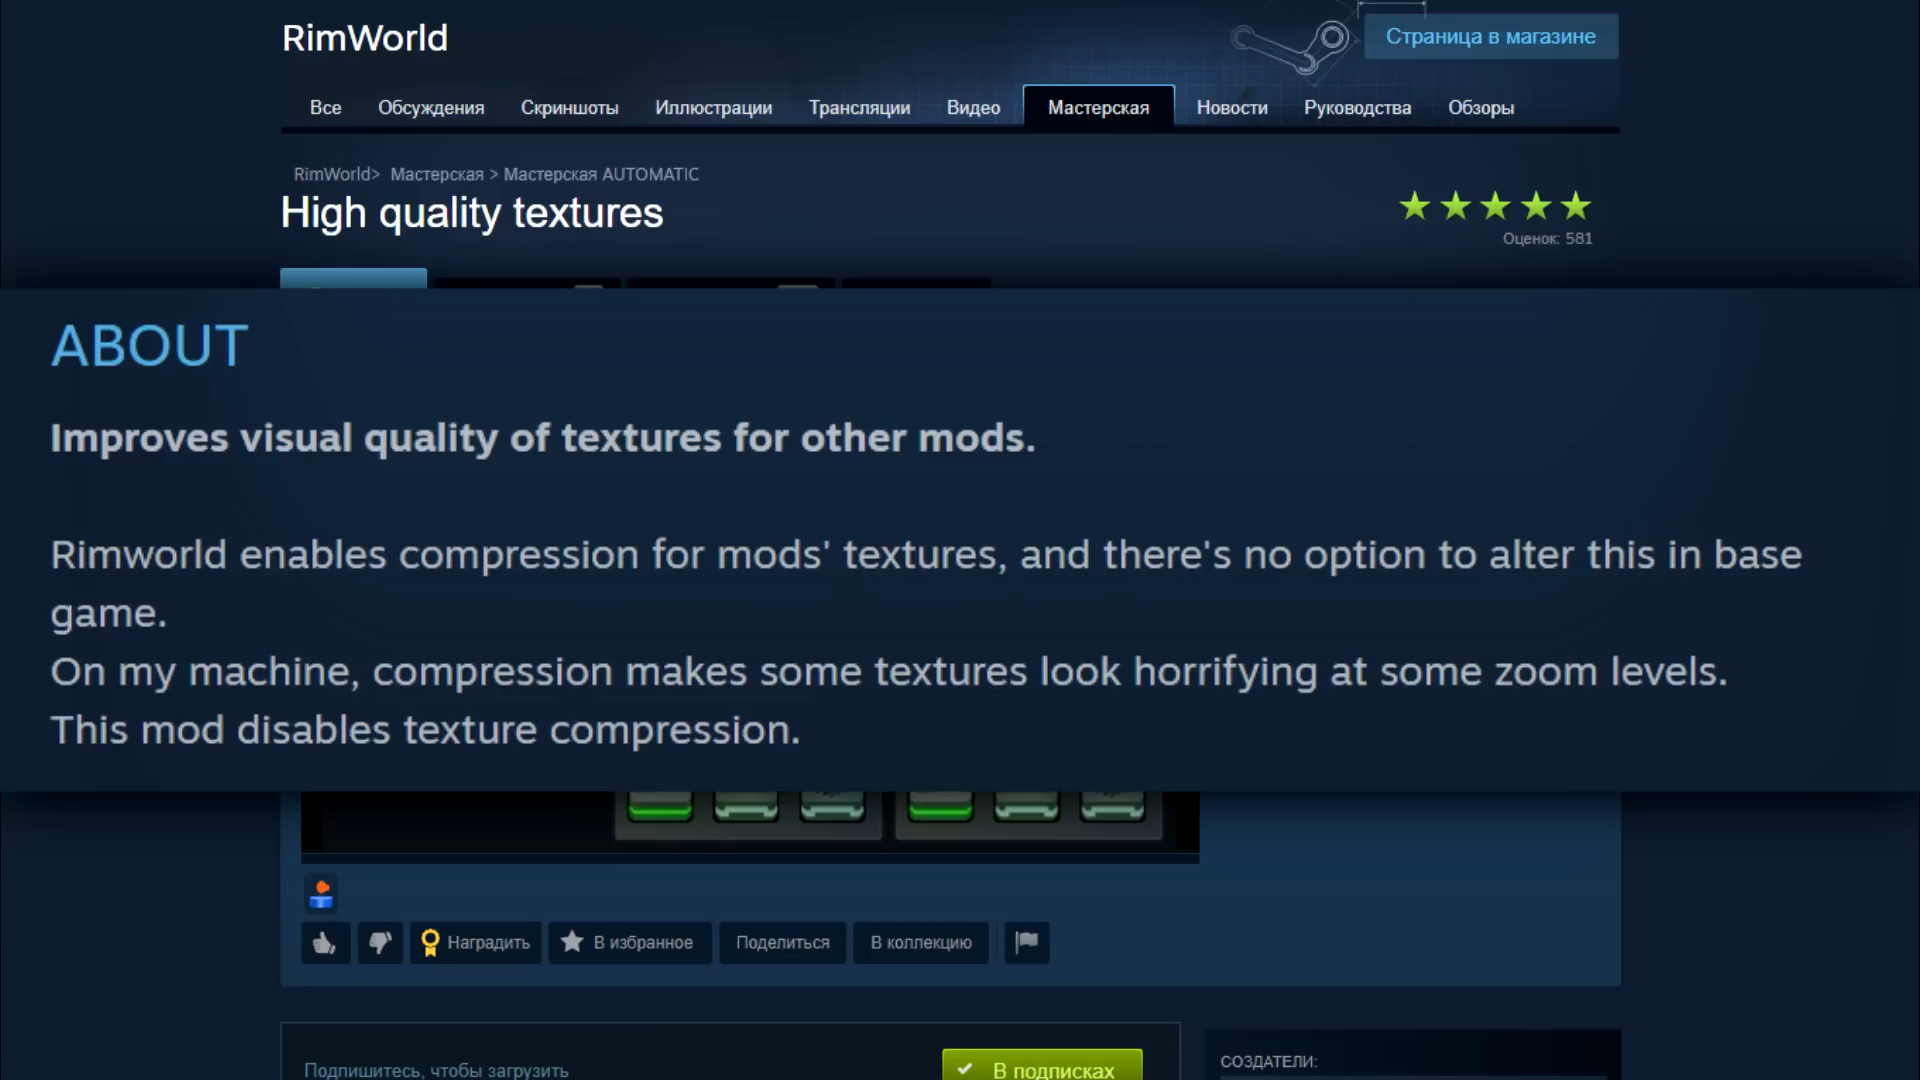 RimWorld
Страница в магазине
Все Обсуждения Скриншоты Иллюстрации Трансляции Видео Мастерская Новости Руководства Обзоры
RimWorld> Мастерская > Мастерская AUTOMATIC
High quality textures
Оценок: 581
ABOUT
Improves visual quality of textures for other mods.
Rimworld enables compression for mods' textures, and there's no option to alter this in base
game.
On my machine, compression makes some textures look horrifying at some zoom levels.
This mod disables texture compression.
Наградить В избранное Поделиться В коллекцию
Подпишитесь, чтобы загрузить
В подписках
СОЗДАТЕЛИ: